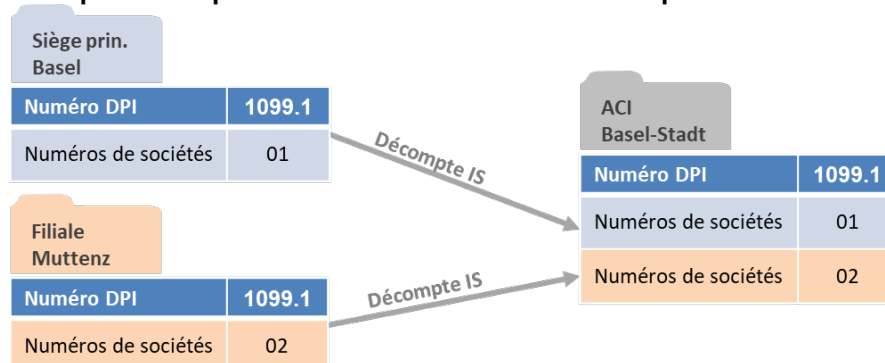 Siège prin.
Basel
Numéro DPI 1099.1
Numéros de sociétés 01
Filiale
Muttenz
Numéro DPI 1099.1
Numéros de sociétés 02
Décompte IS
Décompte IS
ACI
Basel-Stadt
Numéro DPI 1099.1
Numéros de sociétés 01
Numéros de sociétés 02